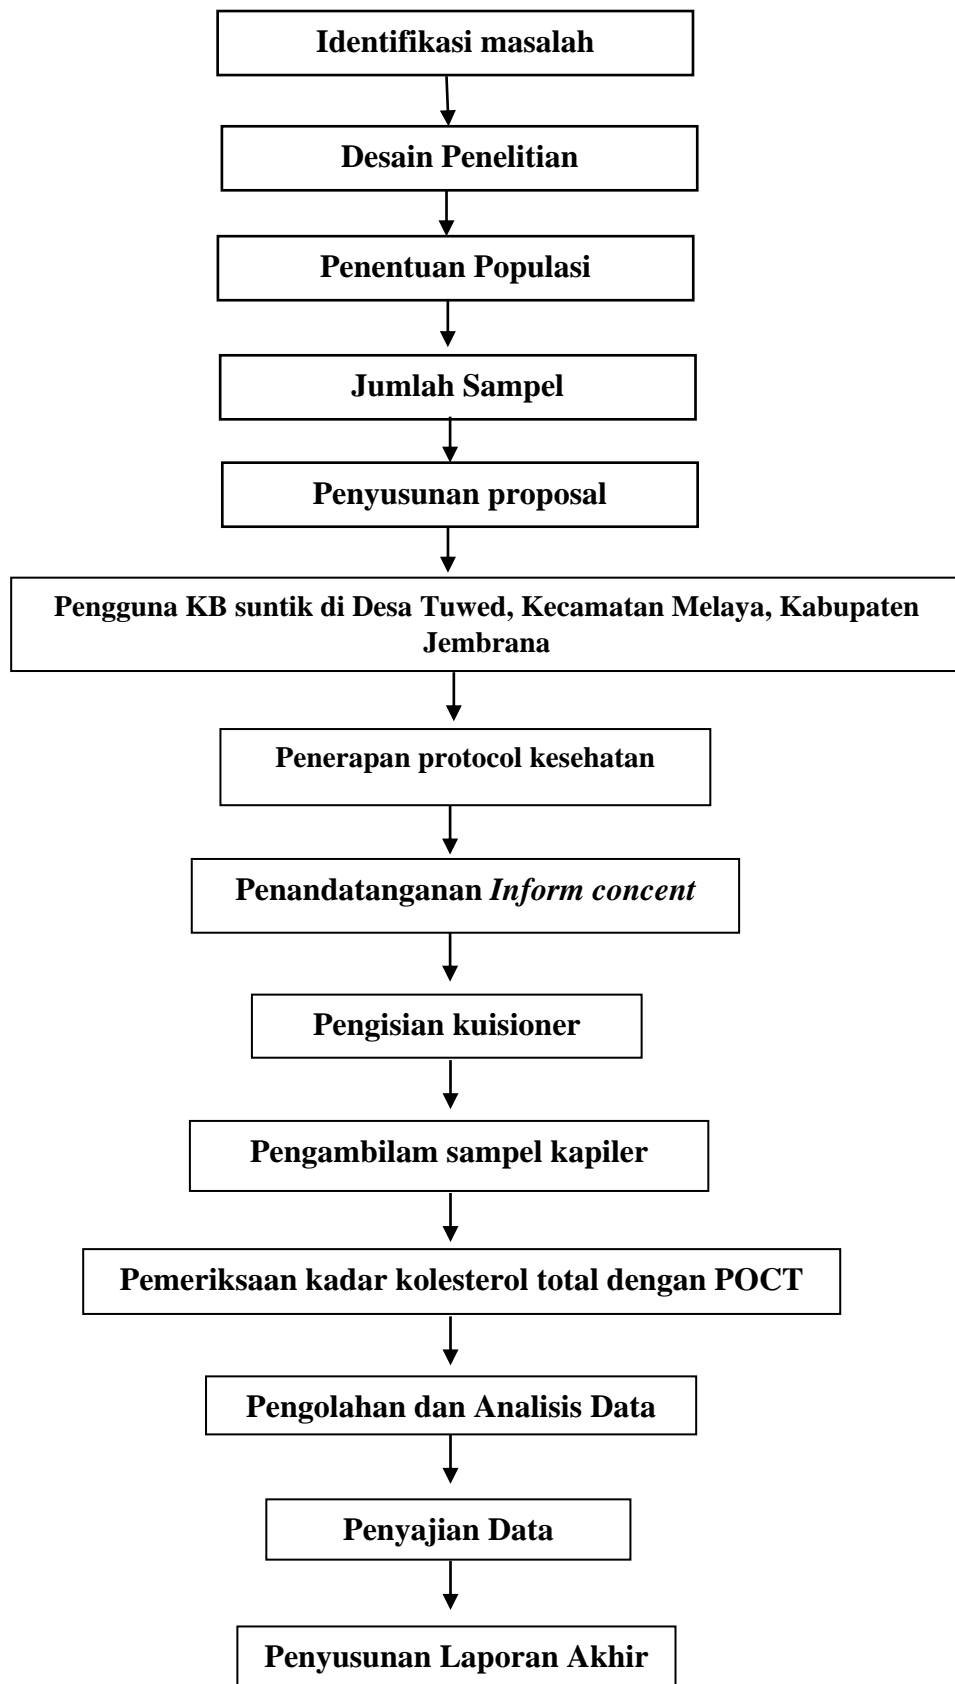 Identifikasi masalah
Desain Penelitian
Penentuan Populasi
Jumlah Sampel
Penyusunan proposal
Pengguna KB suntik di Desa Tuwed, Kecamatan Melaya, Kabupaten
Jembrana
Penerapan protocol kesehatan
Penandatanganan Inform concent
Pengisian kuisioner
Pengambilam sampel kapiler
Pemeriksaan kadar kolesterol total dengan POCT
Pengolahan dan Analisis Data
Penyajian Data
Penyusunan Laporan Akhir